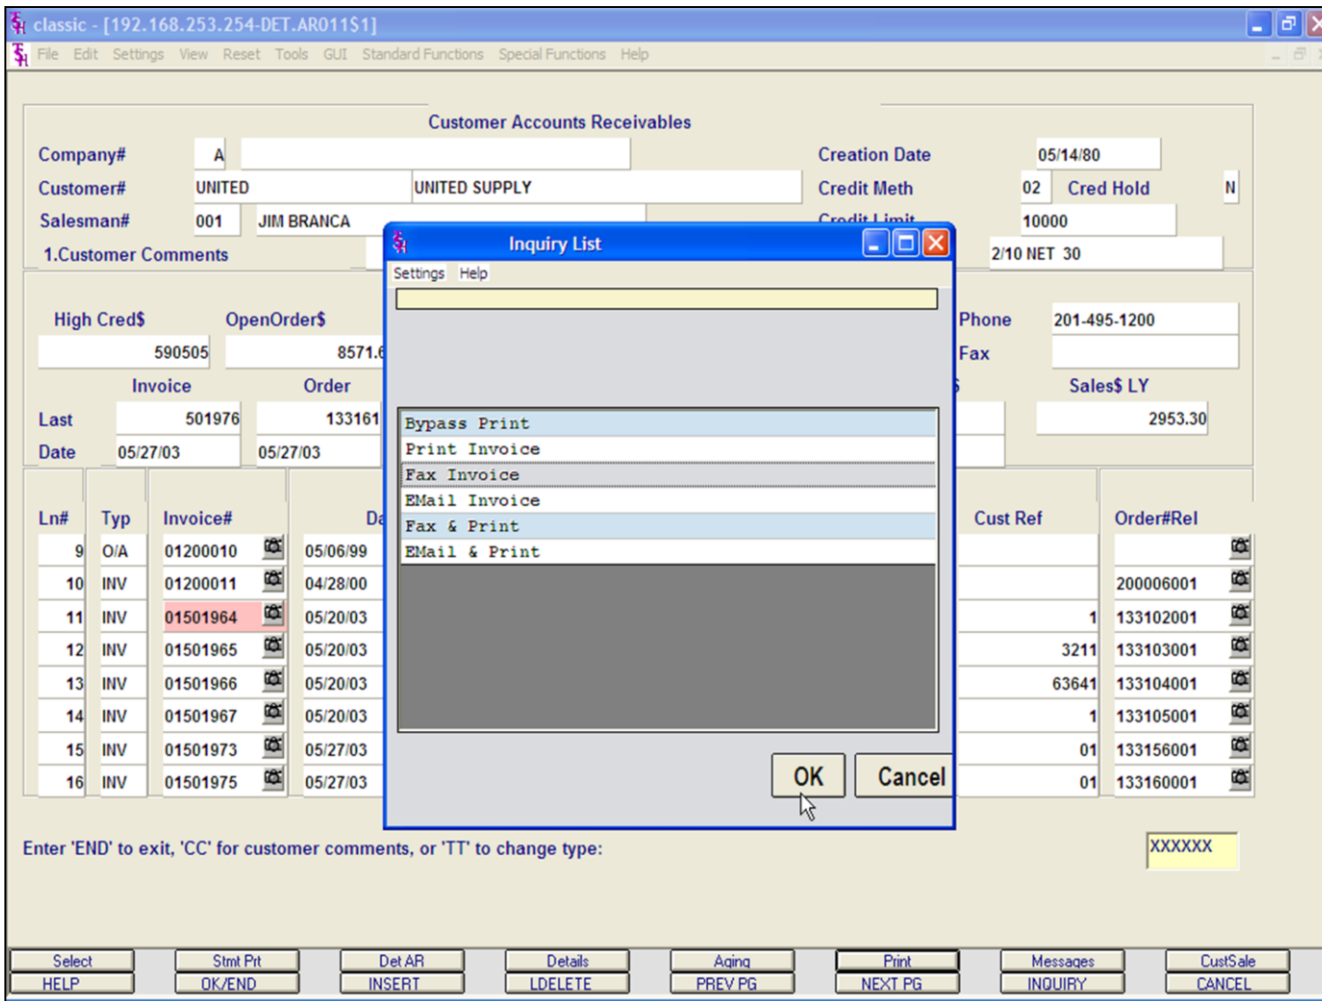 classic - [192.168.253.254-DET.AR011$1]
File Edit Settings View Reset Tools GUI Standard Functions Special Functions Help
Customer Accounts Receivables
Company# A Creation Date 05/14/80
Customer# UNITED UNITED SUPPLY Credit Meth 02 Cred Hold N
Salesman# 001 JIM BRANCA Credit Limit 10000
1.Customer Comments 2/10 NET 30
Inquiry List
Settings Help
High Cred$ OpenOrder$ Phone 201-495-1200
590505 8571.6 Fax
Invoice Order $ Sales$ LY
Last 501976 133161 2953.30
Date 05/27/03 05/27/03
Bypass Print
Print Invoice
Fax Invoice
EMail Invoice
Fax & Print
EMail & Print
OK Cancel
Ln# Typ Invoice# Da Cust Ref Order#Rel
9 O/A 01200010 05/06/99
10 INV 01200011 04/28/00 200006001
11 INV 01501964 05/20/03 1 133102001
12 INV 01501965 05/20/03 3211 133103001
13 INV 01501966 05/20/03 63641 133104001
14 INV 01501967 05/20/03 1 133105001
15 INV 01501973 05/27/03 01 133156001
16 INV 01501975 05/27/03 01 133160001
Enter 'END' to exit, 'CC' for customer comments, or 'TT' to change type: XXXXXX
Select Stmt Prt Det AR Details Aging Print Messages CustSale
HELP OK/END INSERT LDELETE PREV PG NEXT PG INQUIRY CANCEL